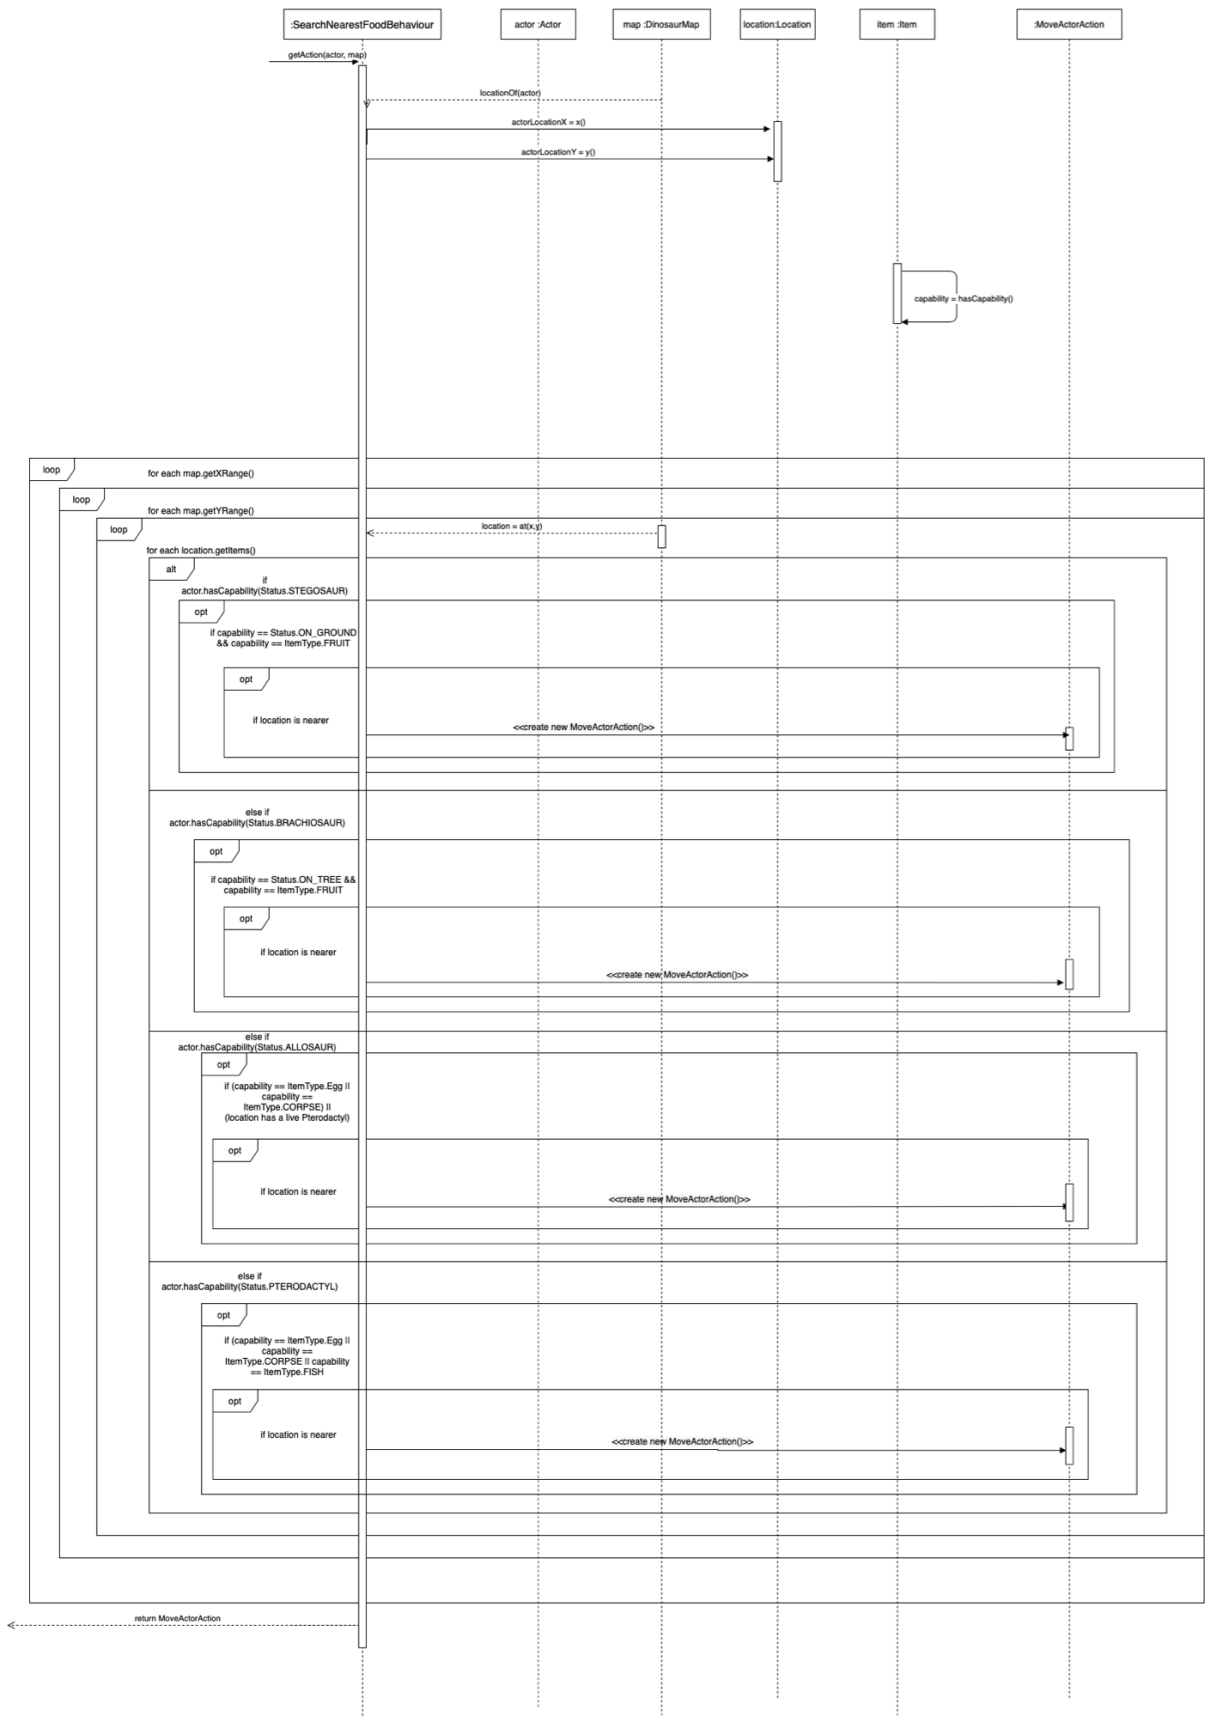 :SearchNearestFoodBehaviour
actor :Actor
map :DinosaurMap
location:Location
item :Item
:MoveActorAction
getAction(actor, map)
locationOf(actor)
actorLocationX = x()
actorLocationY = y()
capability = hasCapability()
loop
for each map.getXRange()
loop
for each map.getYRange()
loop
location = at(x,y)
for each location.getItems()
alt
if
actor.hasCapability(Status.STEGOSAUR)
opt
if capability == Status.ON_GROUND
&& capability == ItemType.FRUIT
opt
if location is nearer
<<create new MoveActorAction()>>
else if
actor.hasCapability(Status.BRACHIOSAUR)
opt
if capability == Status.ON_TREE &&
capability == ItemType.FRUIT
opt
if location is nearer
<<create new MoveActorAction()>>
else if
actor.hasCapability(Status.ALLOSAUR)
opt
if (capability == ItemType.Egg ||
capability ==
ItemType.CORPSE) ||
(location has a live Pterodactyl)
opt
if location is nearer
<<create new MoveActorAction()>>
else if
actor.hasCapability(Status.PTERODACTYL)
opt
if (capability == ItemType.Egg ||
capability ==
ItemType.CORPSE || capability
== ItemType.FISH
opt
if location is nearer
<<create new MoveActorAction()>>
return MoveActorAction